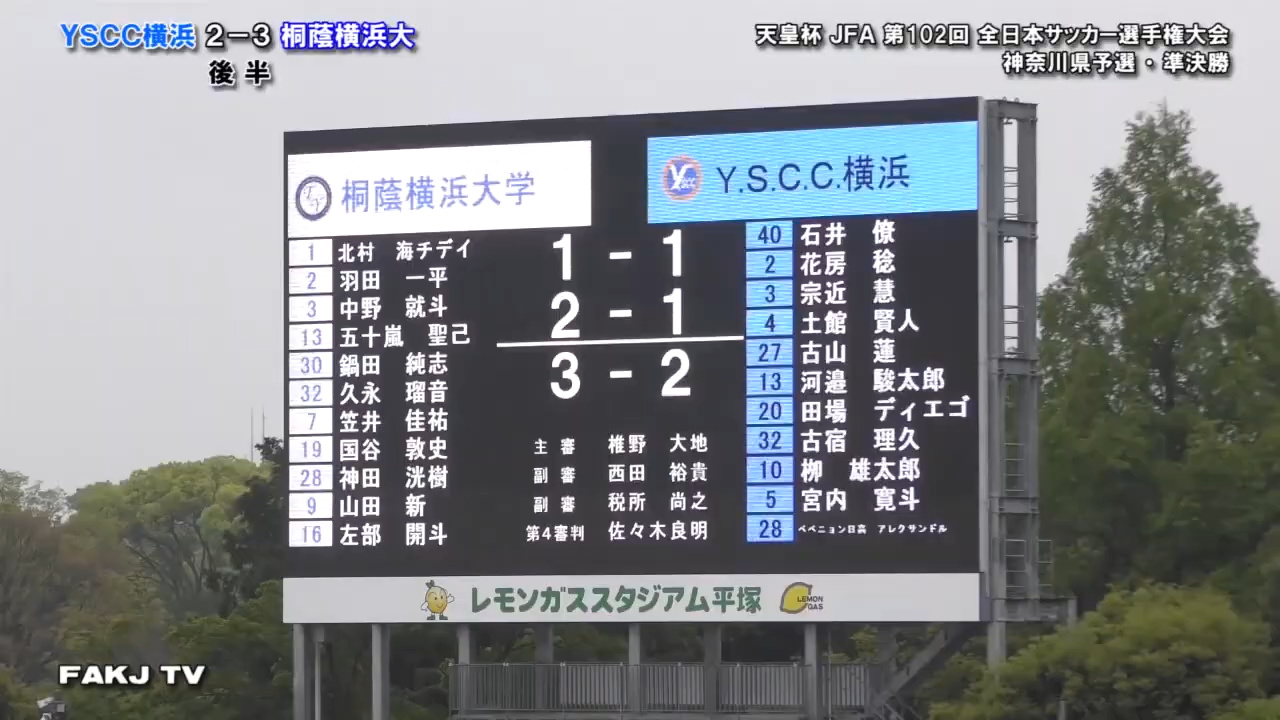 YSCC横浜 2-3 桐蔭横浜大
後半
天皇杯 JFA 第102回 全日本サッカー選手権大会
神奈川県予選・準決勝
桐蔭横浜大学
Y.S.C.C.横浜
1 北村 海チデイ
2 羽田 一平
3 中野 就斗
13 五十嵐 聖己
30 鍋田 純志
32 久永 瑠音
7 笠井 佳祐
19 国谷 敦史
28 神田 洸樹
9 山田 新
16 左部 開斗
1 - 1
2 - 1
3 - 2
主審 椎野 大地
副審 西田 裕貴
副審 税所 尚之
第4審判 佐々木良明
40 石井 僚
2 花房 稔
3 宗近 慧
4 土館 賢人
27 古山 蓮
13 河邉 駿太郎
20 田場 ディエゴ
32 古宿 理久
10 柳 雄太郎
5 宮内 寛斗
28 ペペニョン日高 アレクサンドル
レモンガススタジアム平塚
LEMON GAS
FAKJ TV